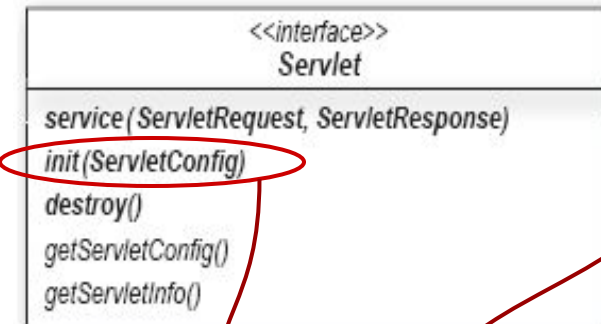 <<interface>>
Servlet
service(ServletRequest, ServletResponse)
init(ServletConfig)
destroy()
getServletConfig()
getServletInfo()